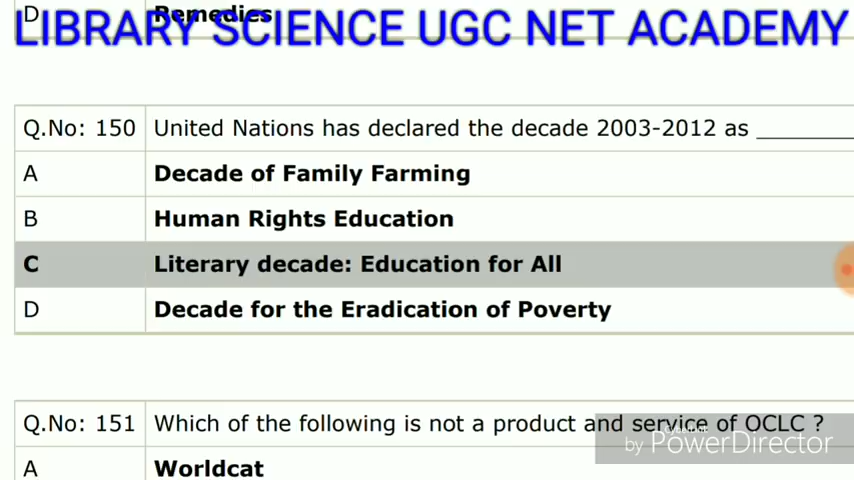 D Remedies
LIBRARY SCIENCE UGC NET ACADEMY
Q.No: 150 United Nations has declared the decade 2003-2012 as ________
A Decade of Family Farming
B Human Rights Education
C Literary decade: Education for All
D Decade for the Eradication of Poverty
Q.No: 151 Which of the following is not a product and service of OCLC ?
by PowerDirector
A Worldcat